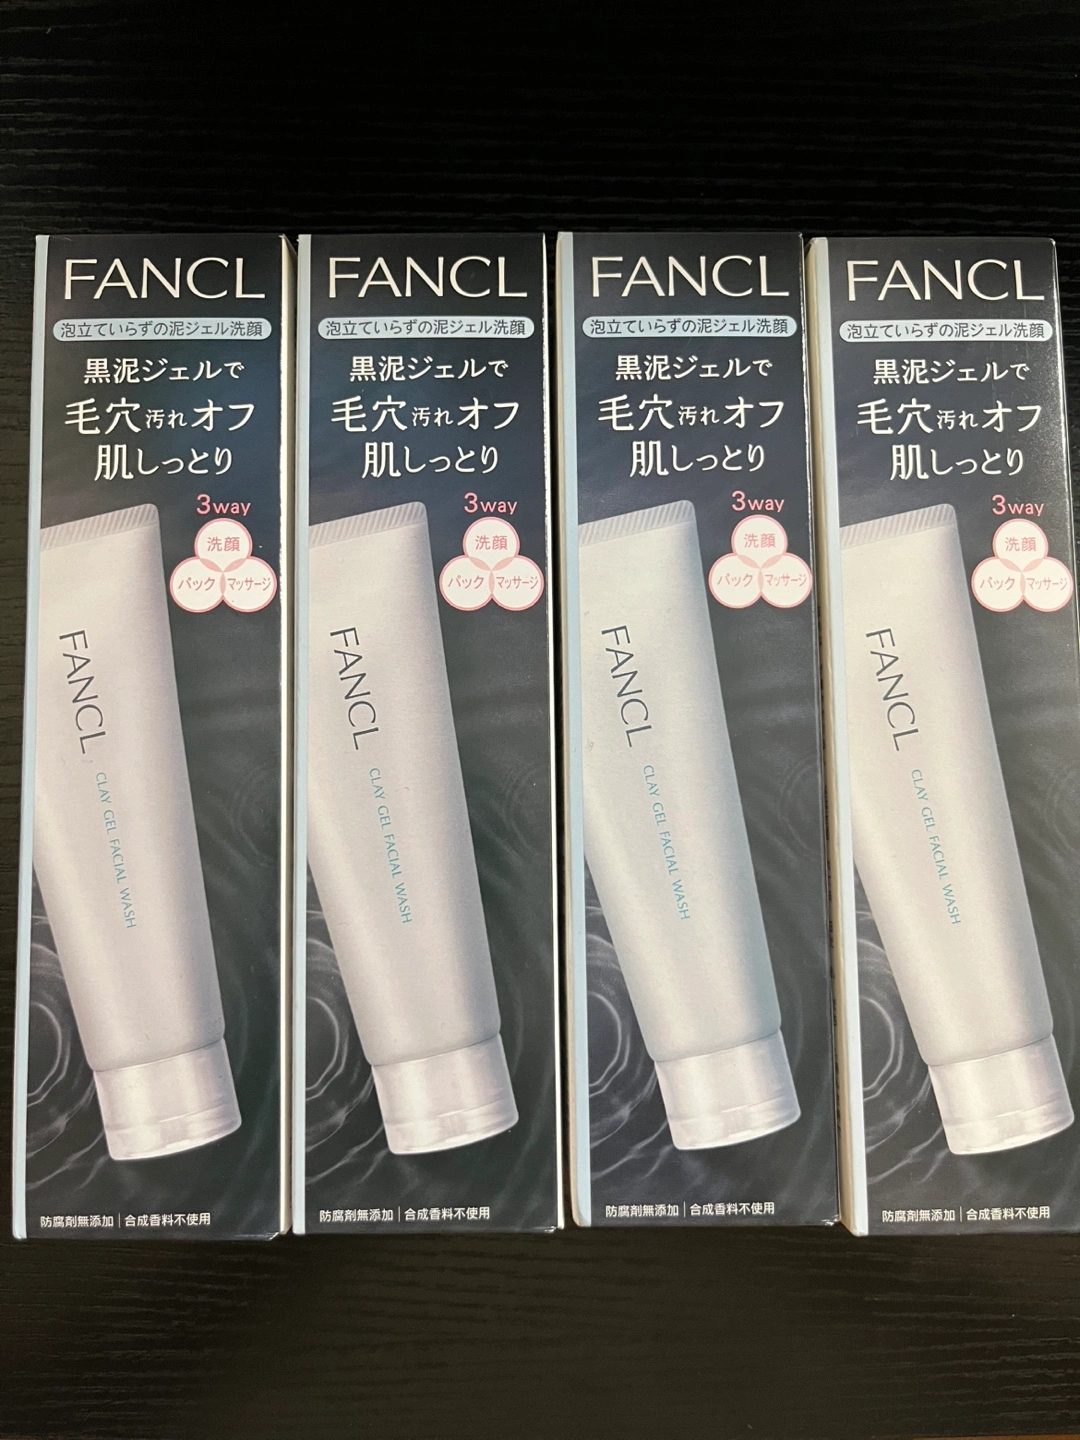 FANCL
泡立ていらずの泥ジェル洗顔
黒泥ジェルで
毛穴汚れオフ
肌しっとり
3way
洗顔
パック マッサージ
FANCL
CLAY GEL FACIAL WASH
防腐剤無添加|合成香料不使用
FANCL
泡立ていらずの泥ジェル洗顔
黒泥ジェルで
毛穴汚れオフ
肌しっとり
3way
洗顔
パック マッサージ
FANCL
CLAY GEL FACIAL WASH
防腐剤無添加|合成香料不使用
FANCL
泡立ていらずの泥ジェル洗顔
黒泥ジェルで
毛穴汚れオフ
肌しっとり
3way
洗顔
パック マッサージ
FANCL
CLAY GEL FACIAL WASH
防腐剤無添加|合成香料不使用
FANCL
泡立ていらずの泥ジェル洗顔
黒泥ジェルで
毛穴汚れオフ
肌しっとり
3way
洗顔
パック マッサージ
FANCL
CLAY GEL FACIAL WASH
防腐剤無添加|合成香料不使用